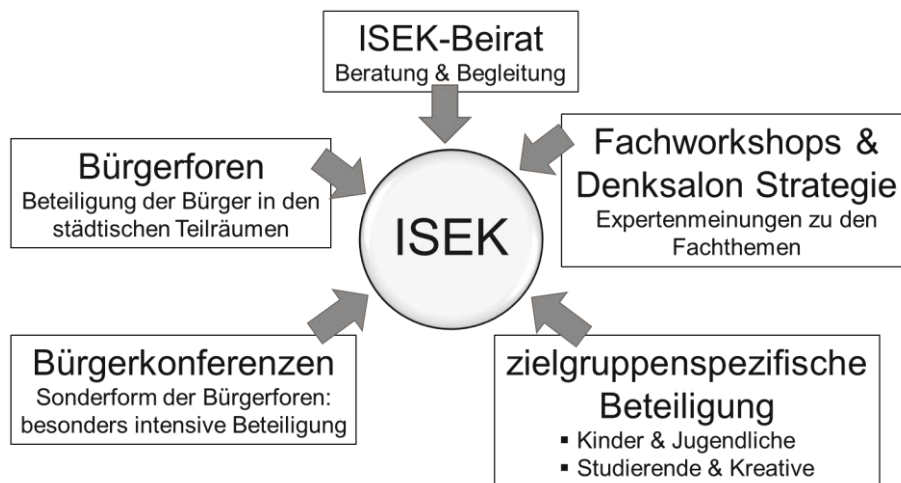 ISEK-Beirat
Beratung & Begleitung
Bürgerforen
Beteiligung der Bürger in den
städtischen Teilräumen
Fachworkshops &
Denksalon Strategie
Expertenmeinungen zu den
Fachthemen
ISEK
Bürgerkonferenzen
Sonderform der Bürgerforen:
besonders intensive Beteiligung
zielgruppenspezifische
Beteiligung
▪ Kinder & Jugendliche
▪ Studierende & Kreative